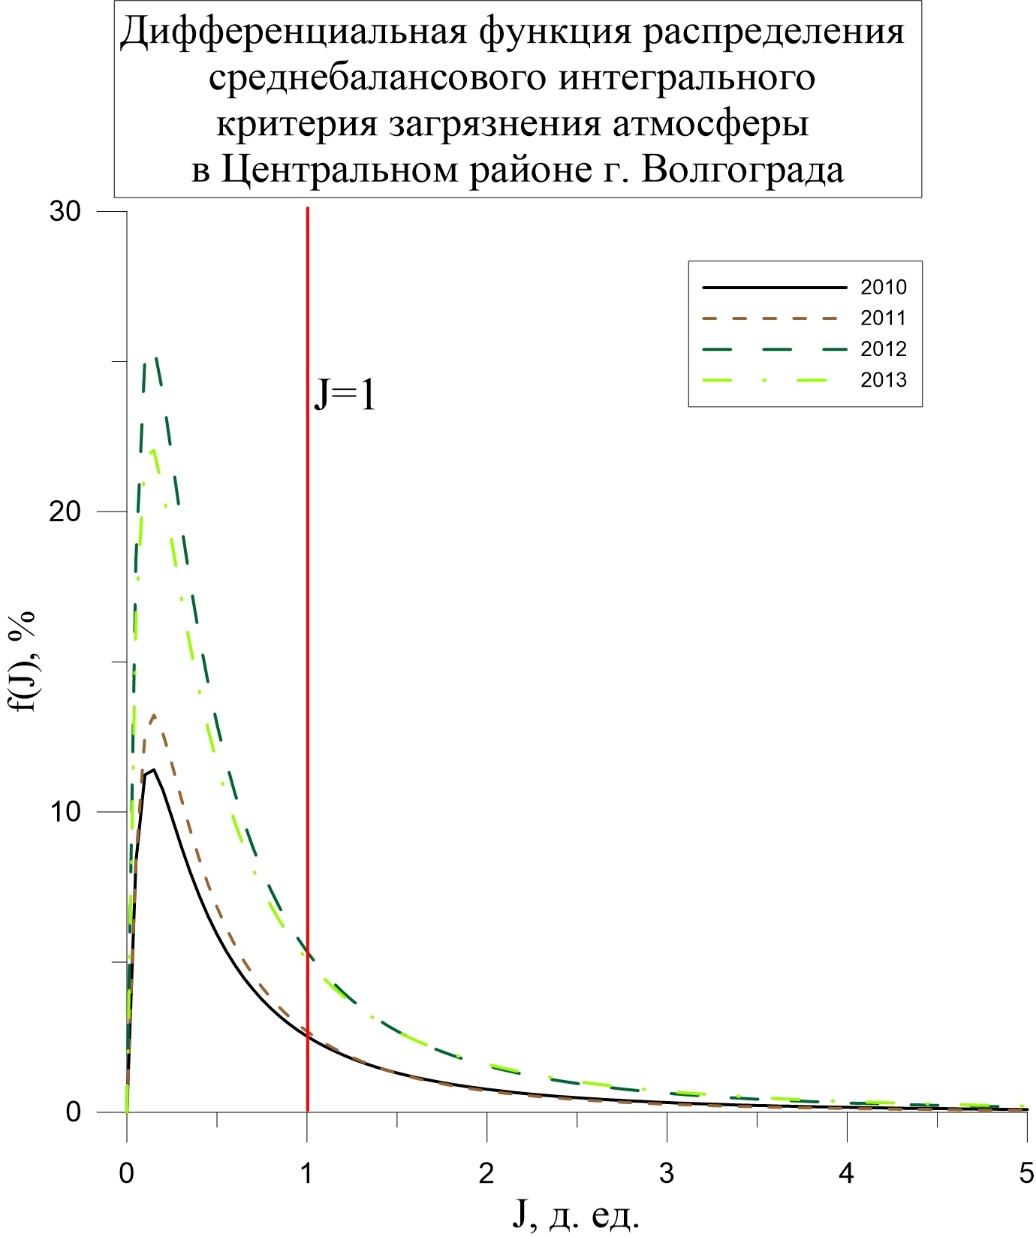 Дифференциальная функция распределения
среднебалансового интегрального
критерия загрязнения атмосферы
в Центральном районе г. Волгограда
30
2010
2011
2012
2013
J=1
20
f(J), %
10
0
0 1 2 3 4 5
J, д. ед.